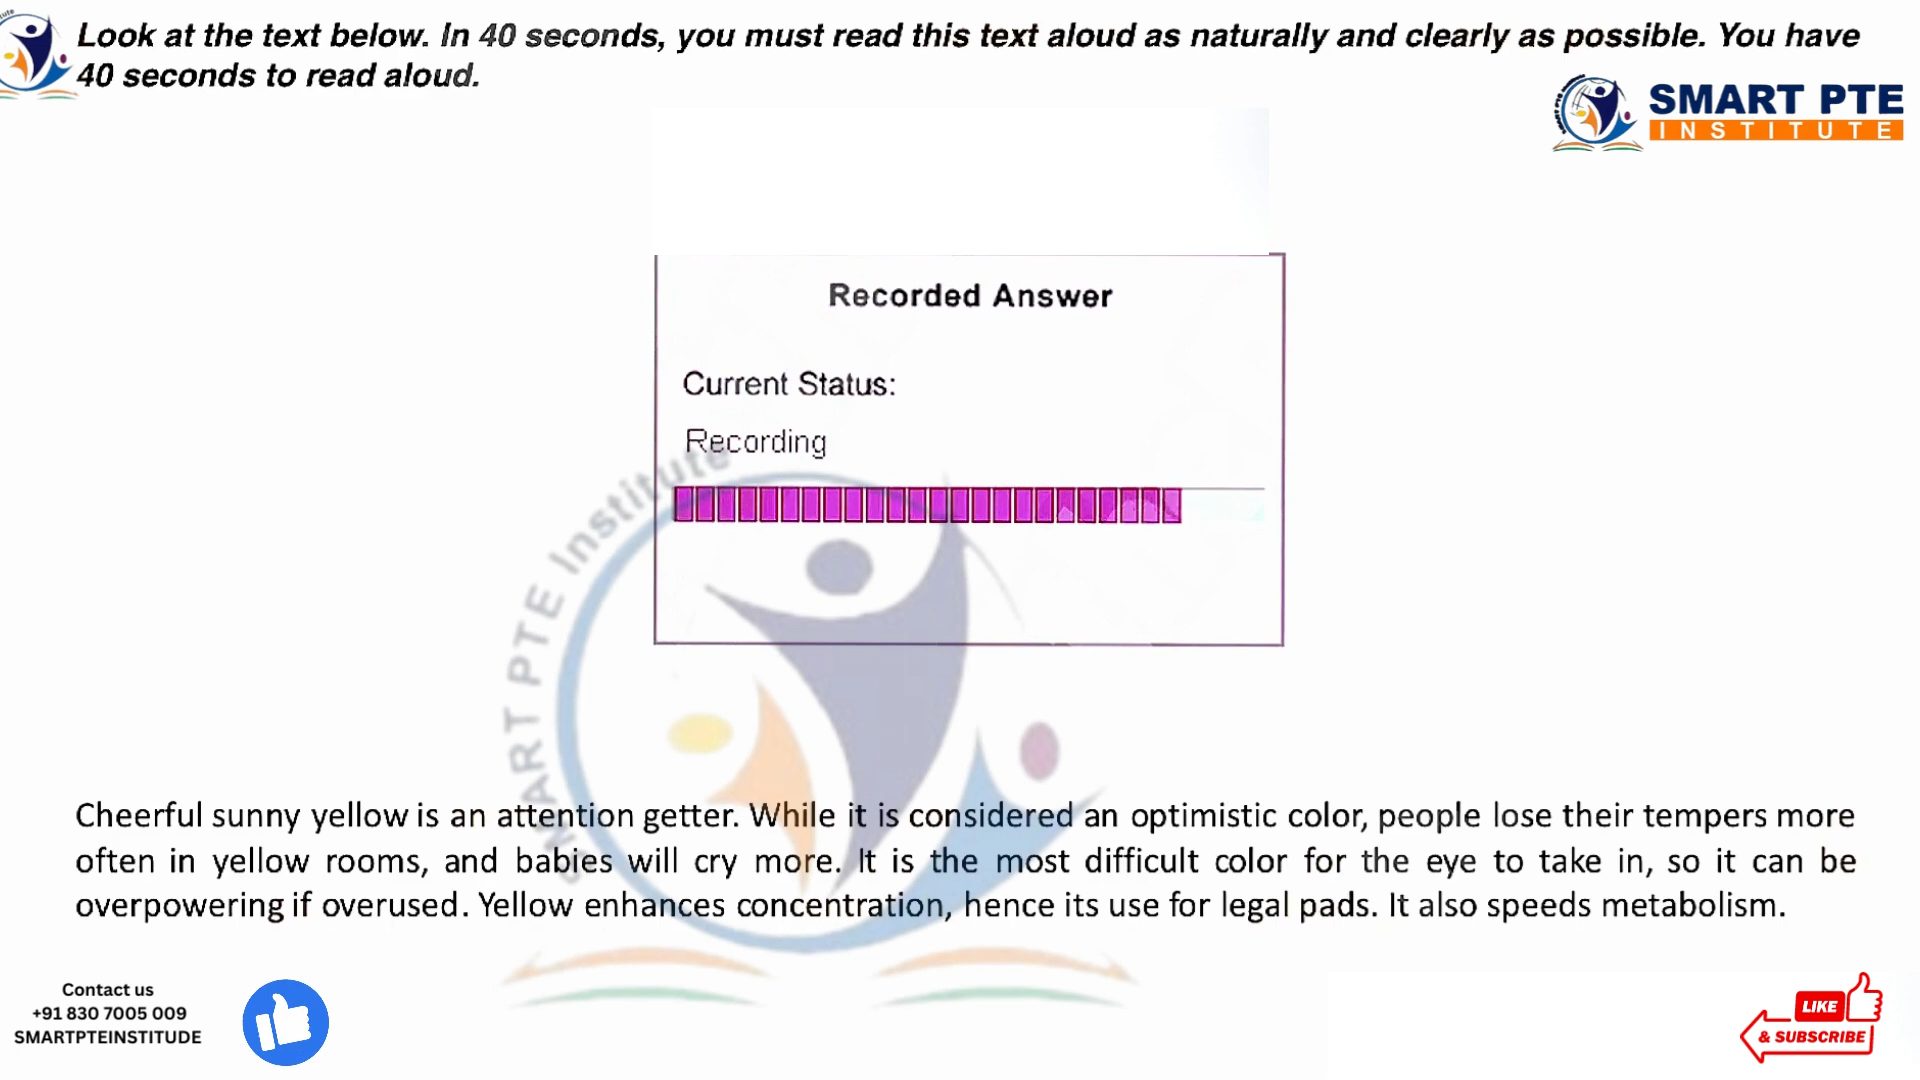 Look at the text below. In 40 seconds, you must read this text aloud as naturally and clearly as possible. You have
40 seconds to read aloud.
SMART PTE
INSTITUTE
Recorded Answer
Current Status:
Recording
SMART PTE Institute
Cheerful sunny yellow is an attention getter. While it is considered an optimistic color, people lose their tempers more
often in yellow rooms, and babies will cry more. It is the most difficult color for the eye to take in, so it can be
overpowering if overused. Yellow enhances concentration, hence its use for legal pads. It also speeds metabolism.
Contact us
+91 830 7005 009
SMARTPTEINSTITUDE
LIKE
& SUBSCRIBE